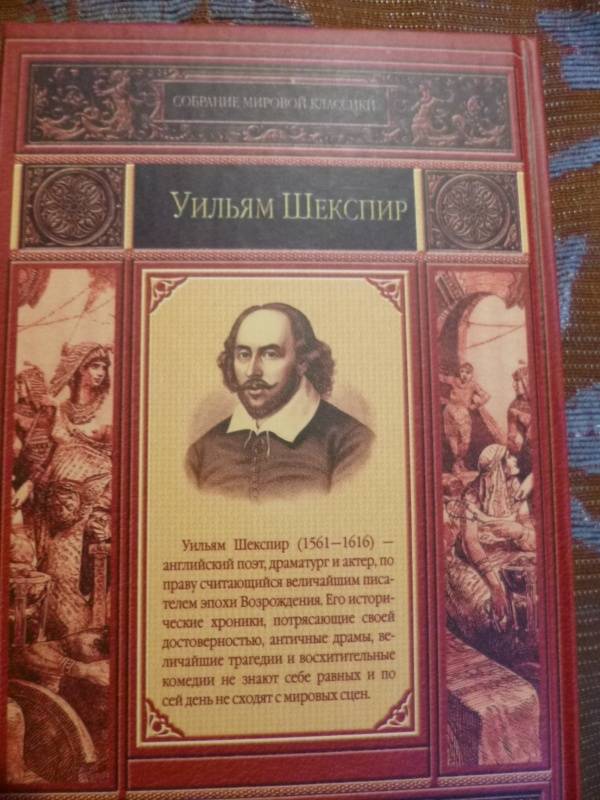 СОБРАНИЕ МИРОВОЙ КЛАССИКИ
УИЛЬЯМ ШЕКСПИР
Уильям Шекспир (1561—1616) —
английский поэт, драматург и актер, по
праву считающийся величайшим писа-
телем эпохи Возрождения. Его истори-
ческие хроники, потрясающие своей
достоверностью, античные драмы, ве-
личайшие трагедии и восхитительные
комедии не знают себе равных и по
сей день не сходят с мировых сцен.